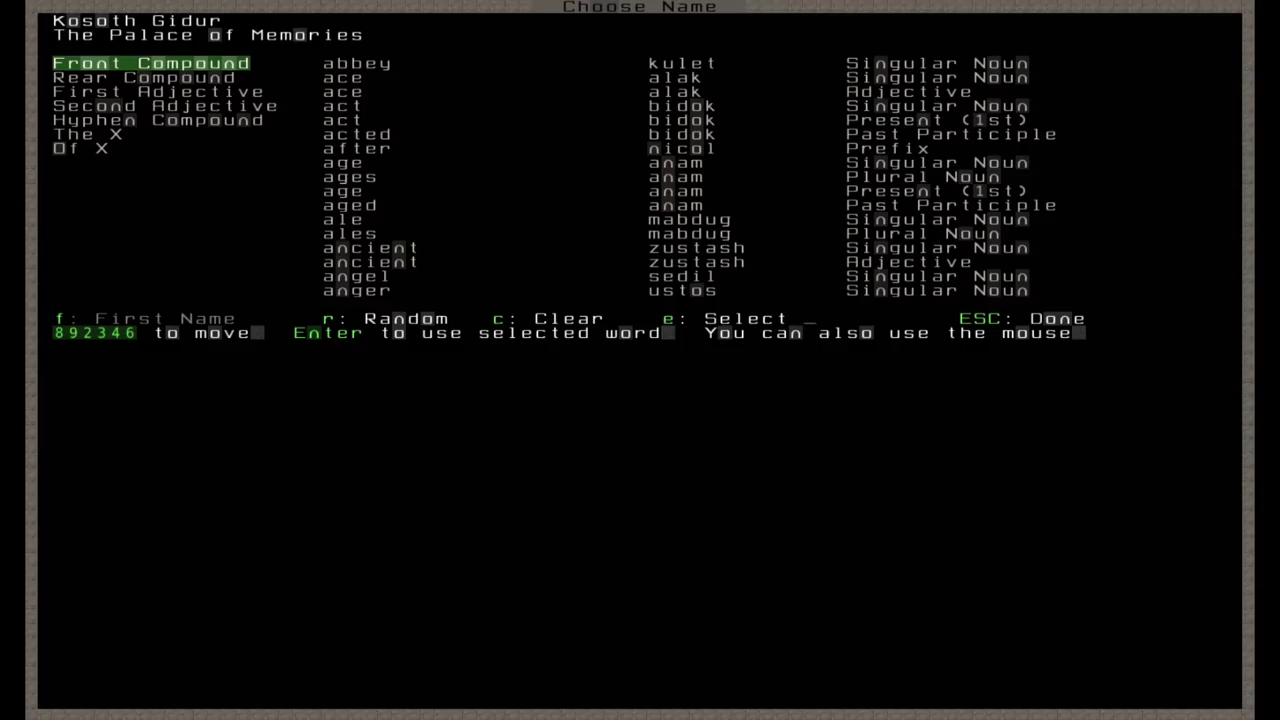 Choose Name
Kosoth Gidur
The Palace of Memories
Front Compound abbey kulet Singular Noun
Rear Compound ace alak Singular Noun
First Adjective ace alak Adjective
Second Adjective act bidok Singular Noun
Hyphen Compound act bidok Present (1st)
The X acted bidok Past Participle
Of X after nicol Prefix
age anam Singular Noun
ages anam Plural Noun
age anam Present (1st)
aged anam Past Participle
ale mabdug Singular Noun
ales mabdug Plural Noun
ancient zustash Singular Noun
ancient zustash Adjective
angel sedil Singular Noun
anger ustos Singular Noun
f: First Name r: Random c: Clear e: Select _ ESC: Done
892346 to move Enter to use selected word You can also use the mouse